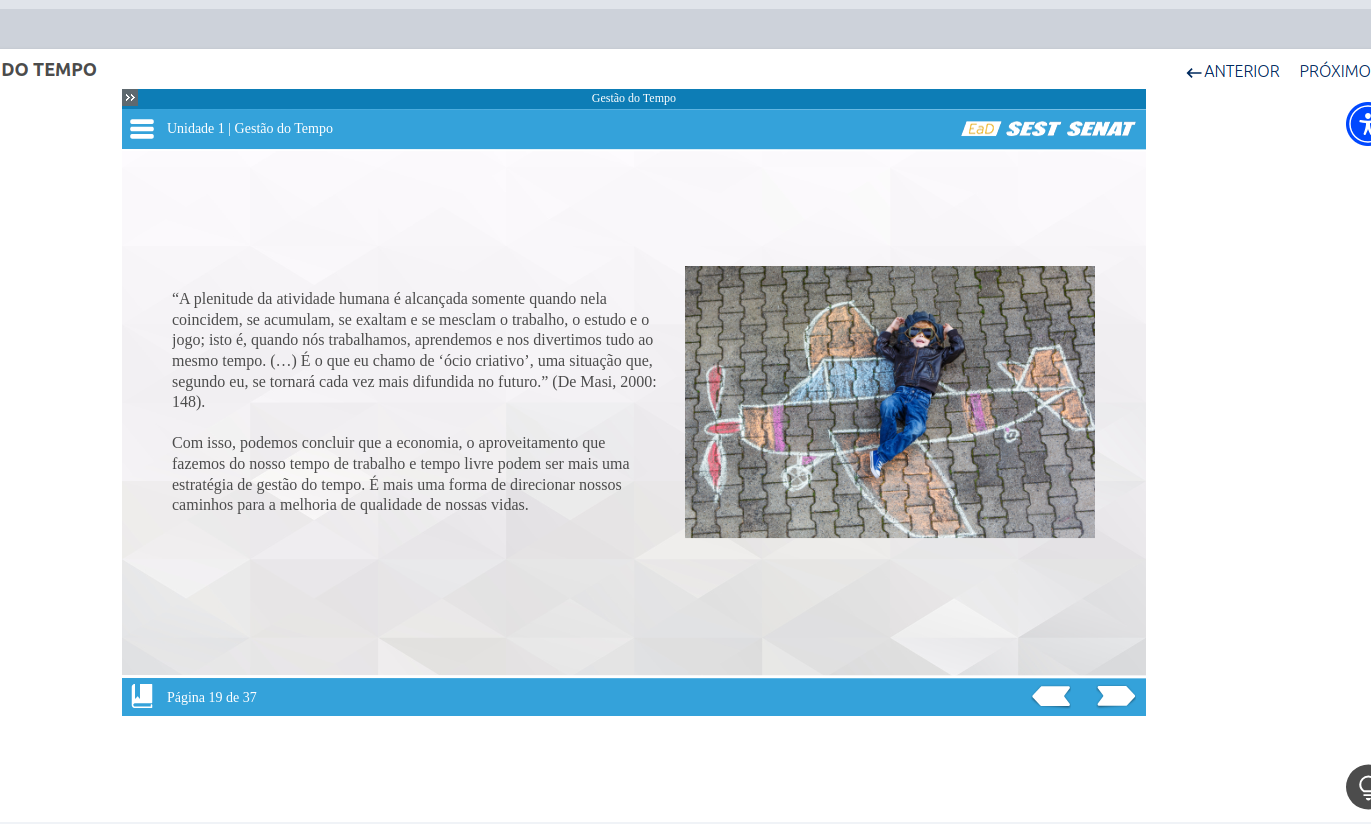 DO TEMPO
ANTERIOR
PRÓXIMO
Gestão do Tempo
Unidade 1 | Gestão do Tempo
EaD SEST SENAT
“A plenitude da atividade humana é alcançada somente quando nela
coincidem, se acumulam, se exaltam e se mesclam o trabalho, o estudo e o
jogo; isto é, quando nós trabalhamos, aprendemos e nos divertimos tudo ao
mesmo tempo. (…) É o que eu chamo de ‘ócio criativo’, uma situação que,
segundo eu, se tornará cada vez mais difundida no futuro.” (De Masi, 2000:
148).
Com isso, podemos concluir que a economia, o aproveitamento que
fazemos do nosso tempo de trabalho e tempo livre podem ser mais uma
estratégia de gestão do tempo. É mais uma forma de direcionar nossos
caminhos para a melhoria de qualidade de nossas vidas.
Página 19 de 37